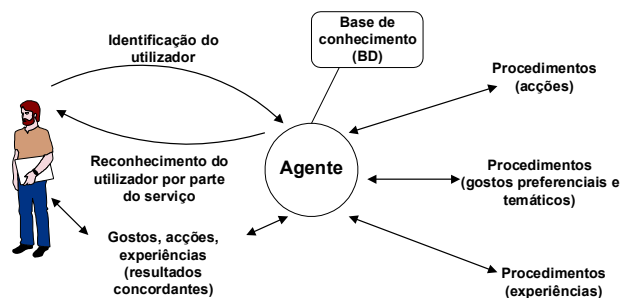 Identificação do
utilizador
Base de
conhecimento
(BD)
Procedimentos
(acções)
Agente
Reconhecimento do
utilizador por parte
do serviço
Procedimentos
(gostos preferenciais e
temáticos)
Gostos, acções,
experiências
(resultados
concordantes)
Procedimentos
(experiências)